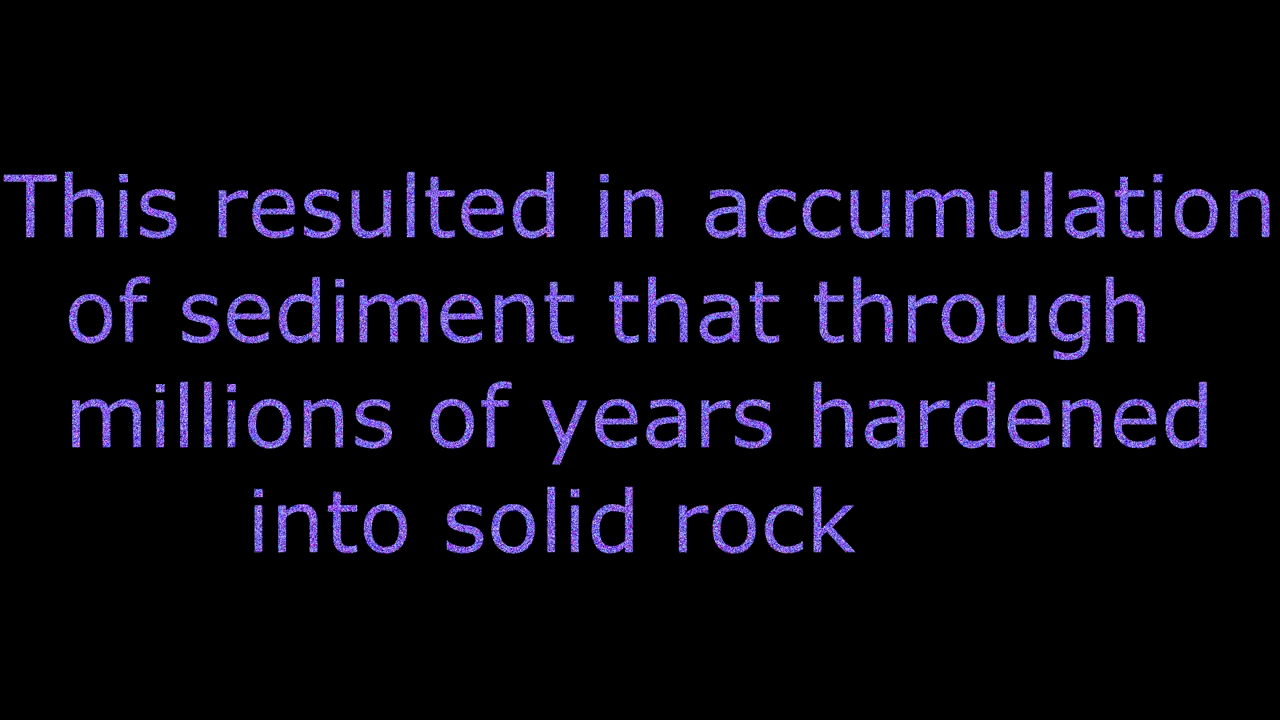 This resulted in accumulation
of sediment that through
millions of years hardened
into solid rock